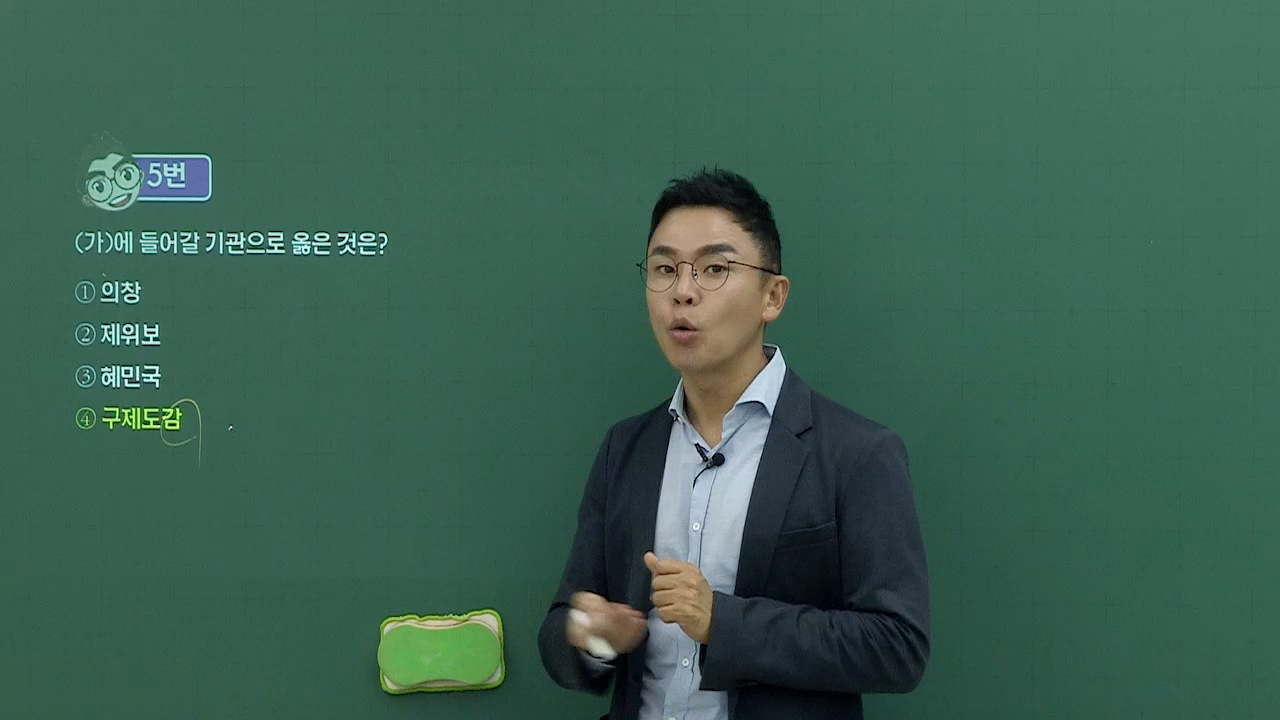 5번
(가)에 들어갈 기관으로 옳은 것은?
① 의창
② 제위보
③ 혜민국
④ 구제도감